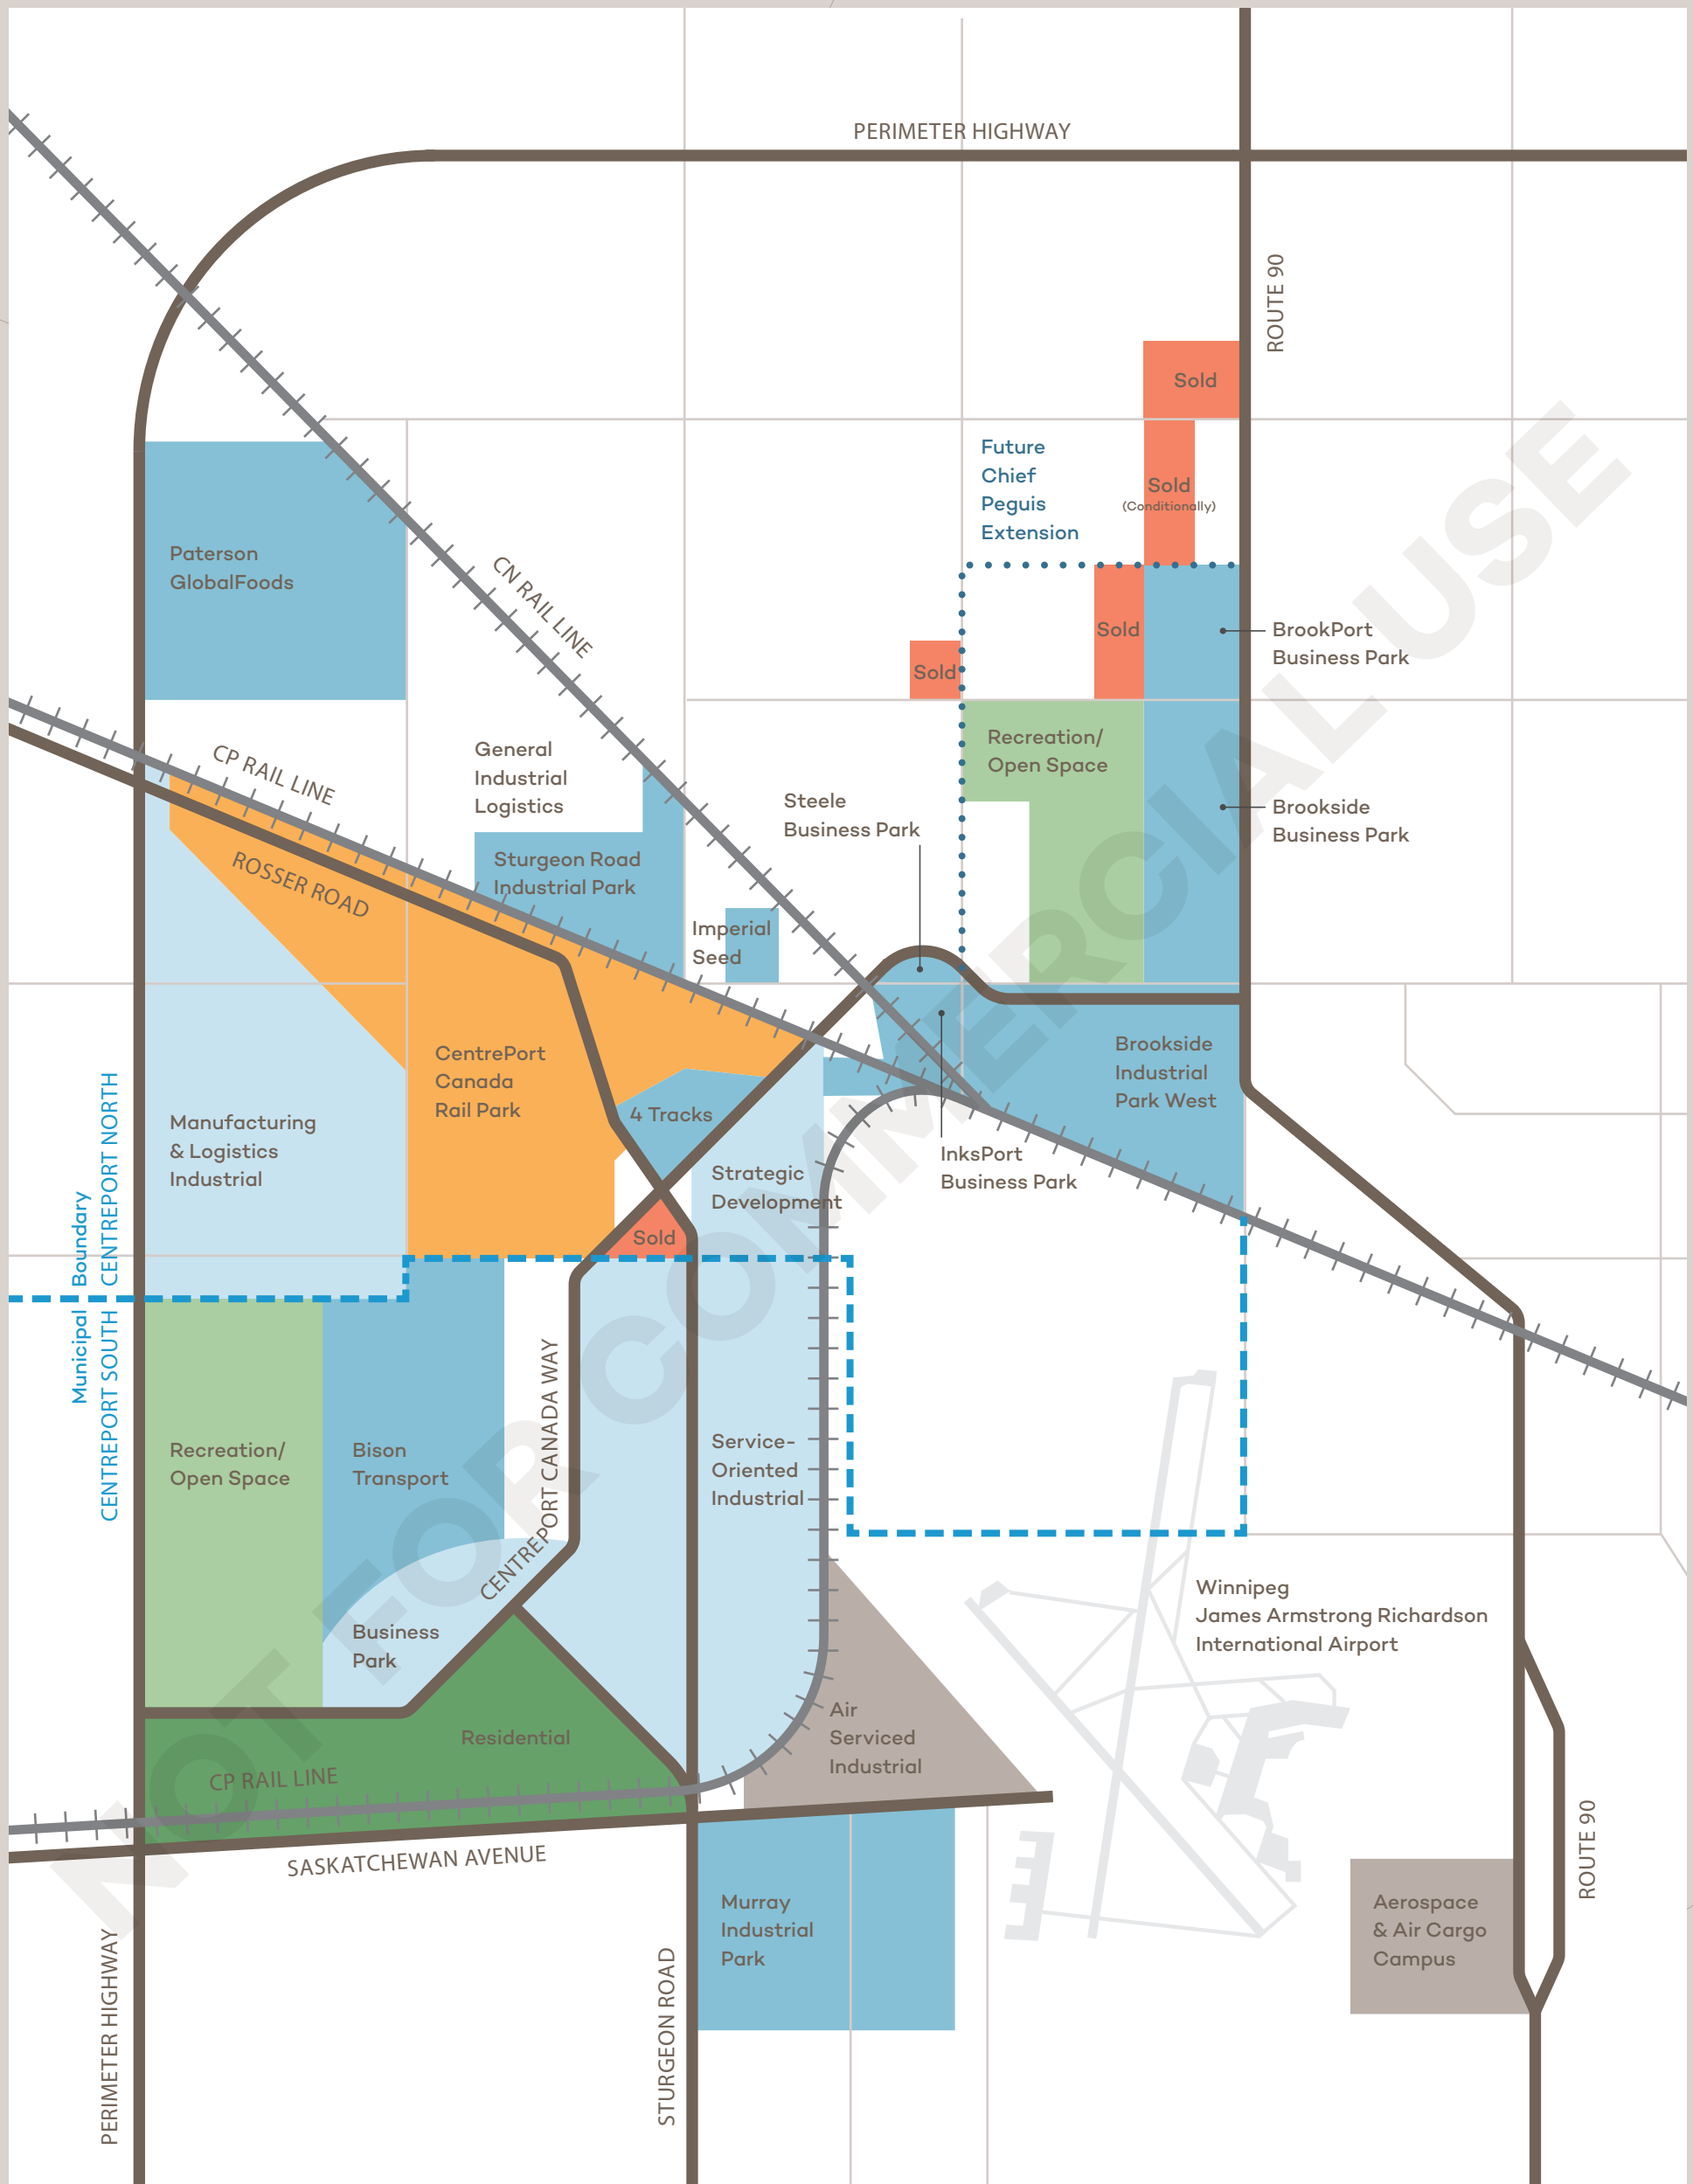 PERIMETER HIGHWAY
ROUTE 90
Sold
Future
Chief
Peguis
Extension
Sold
(Conditionally)
Paterson
GlobalFoods
CN RAIL LINE
Sold
Sold
BrookPort
Business Park
Recreation/
Open Space
CP RAIL LINE
General
Industrial
Logistics
Steele
Business Park
Brookside
Business Park
ROSSER ROAD
Sturgeon Road
Industrial Park
Imperial
Seed
CentrePort
Canada
Rail Park
Brookside
Industrial
Park West
4 Tracks
Manufacturing
& Logistics
Industrial
InksPort
Business Park
Strategic
Development
Sold
Municipal Boundary
CENTREPORT NORTH
CENTREPORT SOUTH
CENTREPORT CANADA WAY
Recreation/
Open Space
Bison
Transport
Service-
Oriented
Industrial
Winnipeg
James Armstrong Richardson
International Airport
Business
Park
Residential
Air
Serviced
Industrial
CP RAIL LINE
SASKATCHEWAN AVENUE
ROUTE 90
Murray
Industrial
Park
Aerospace
& Air Cargo
Campus
PERIMETER HIGHWAY
STURGEON ROAD
NOT FOR COMMERCIAL USE